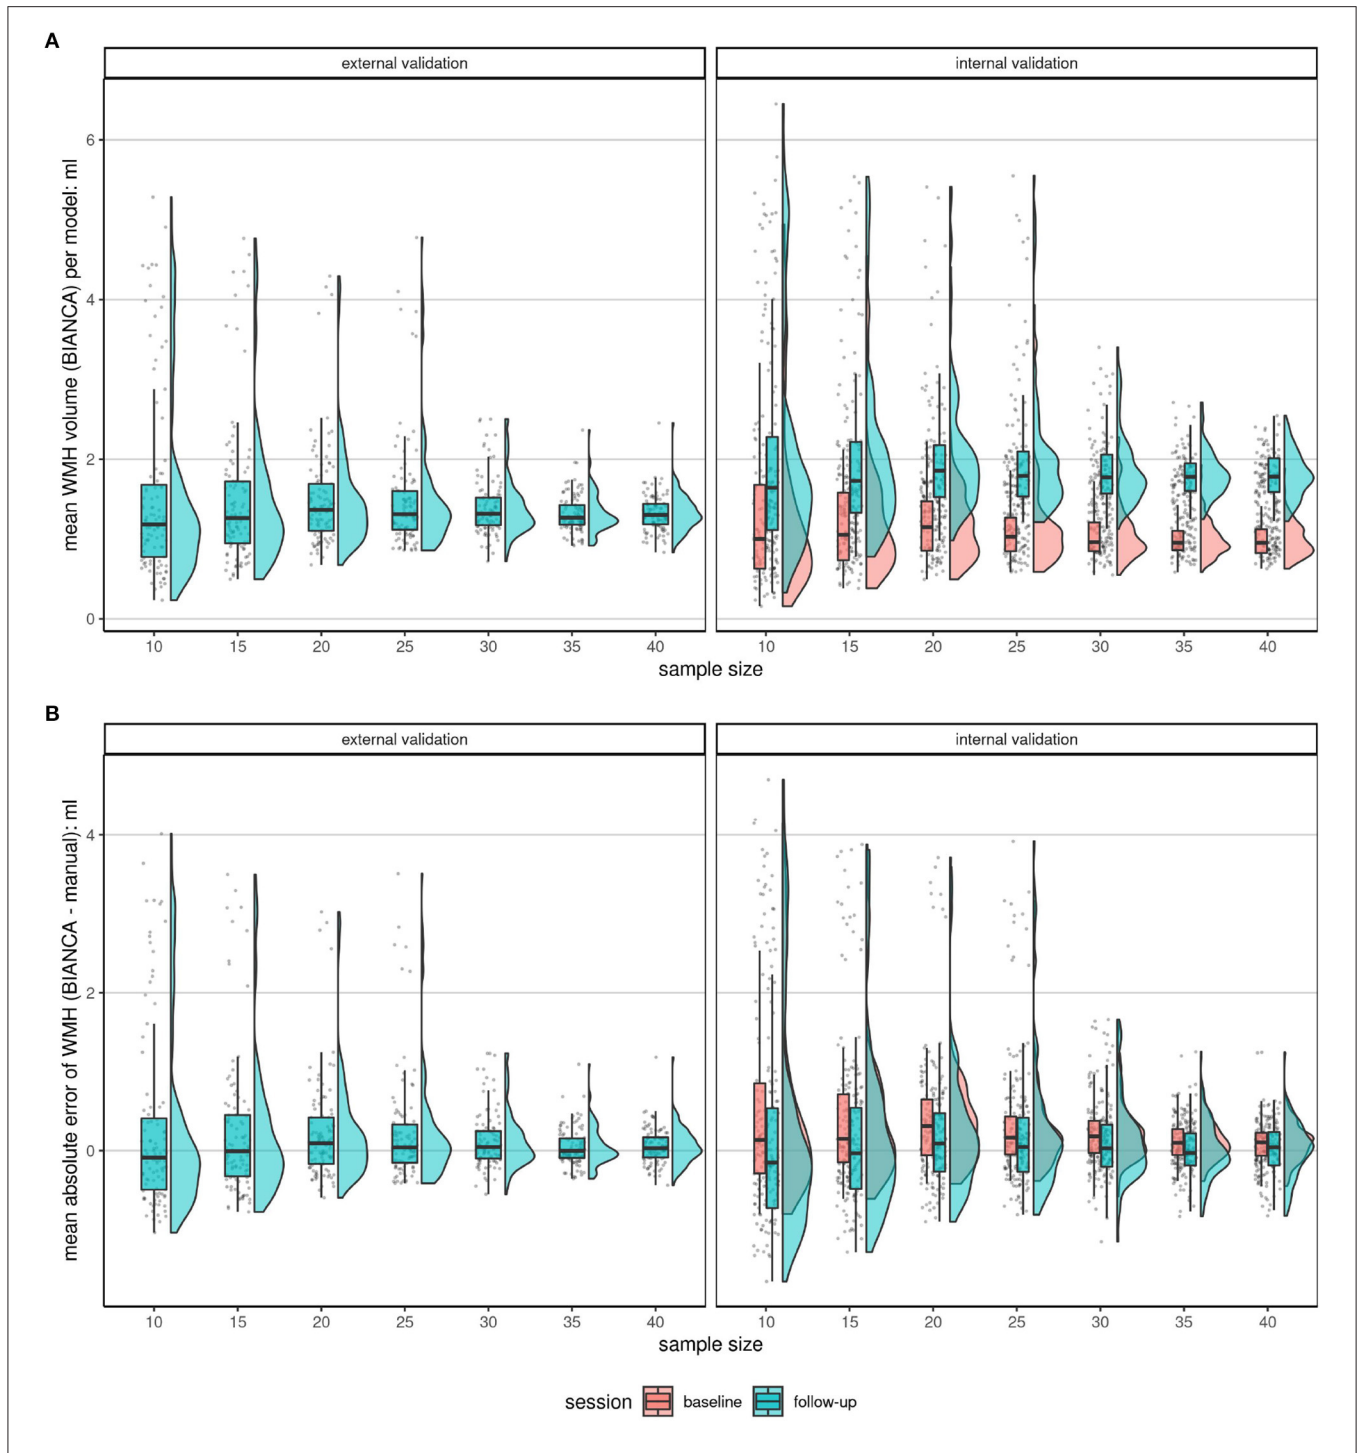 A
external validation
internal validation
mean WMH volume (BIANCA) per model: ml
6
4
2
0
10 15 20 25 30 35 40
10 15 20 25 30 35 40
sample size
B
external validation
internal validation
mean absolute error of WMH (BIANCA - manual): ml
4
2
0
10 15 20 25 30 35 40
10 15 20 25 30 35 40
sample size
session baseline follow-up